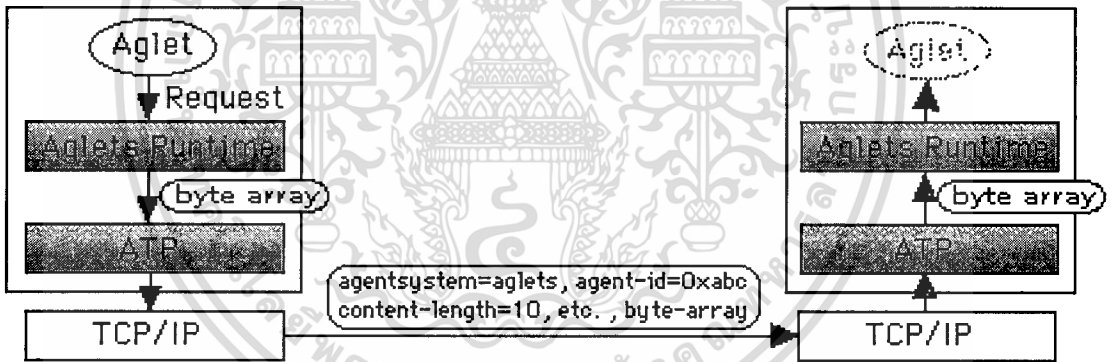 Aglet
Request
Aglets Runtime
byte array
ATP
TCP/IP
agentsystem=aglets, agent-id=0xabc
content-length=10, etc., byte-array
Aglet
Aglets Runtime
byte array
ATP
TCP/IP